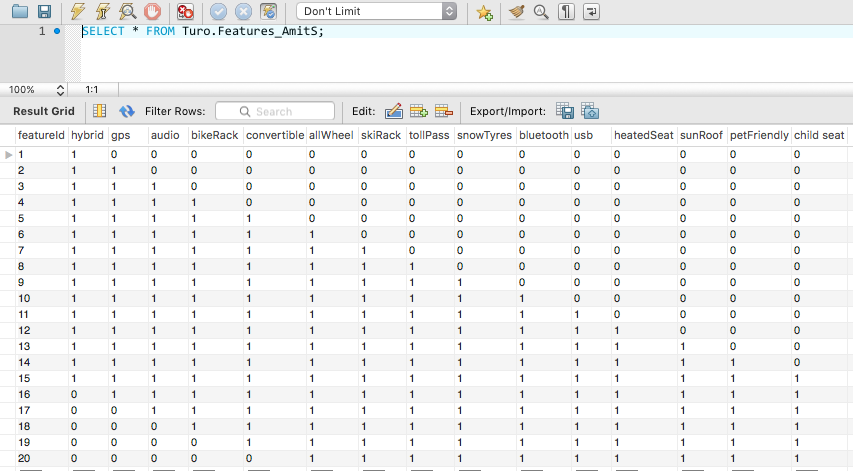 Don't Limit
1 SELECT * FROM Turo.Features_AmitS;
100% 1:1
Result Grid Filter Rows: Search Edit: Export/Import:
featureId hybrid gps audio bikeRack convertible allWheel skiRack tollPass snowTyres bluetooth usb heatedSeat sunRoof petFriendly child seat
1 1 0 0 0 0 0 0 0 0 0 0 0 0 0 0
2 1 1 0 0 0 0 0 0 0 0 0 0 0 0 0
3 1 1 1 0 0 0 0 0 0 0 0 0 0 0 0
4 1 1 1 1 0 0 0 0 0 0 0 0 0 0 0
5 1 1 1 1 1 0 0 0 0 0 0 0 0 0 0
6 1 1 1 1 1 1 0 0 0 0 0 0 0 0 0
7 1 1 1 1 1 1 1 0 0 0 0 0 0 0 0
8 1 1 1 1 1 1 1 1 0 0 0 0 0 0 0
9 1 1 1 1 1 1 1 1 1 0 0 0 0 0 0
10 1 1 1 1 1 1 1 1 1 1 0 0 0 0 0
11 1 1 1 1 1 1 1 1 1 1 1 0 0 0 0
12 1 1 1 1 1 1 1 1 1 1 1 1 0 0 0
13 1 1 1 1 1 1 1 1 1 1 1 1 1 0 0
14 1 1 1 1 1 1 1 1 1 1 1 1 1 1 0
15 1 1 1 1 1 1 1 1 1 1 1 1 1 1 1
16 0 1 1 1 1 1 1 1 1 1 1 1 1 1 1
17 0 0 1 1 1 1 1 1 1 1 1 1 1 1 1
18 0 0 0 1 1 1 1 1 1 1 1 1 1 1 1
19 0 0 0 0 1 1 1 1 1 1 1 1 1 1 1
20 0 0 0 0 0 1 1 1 1 1 1 1 1 1 1